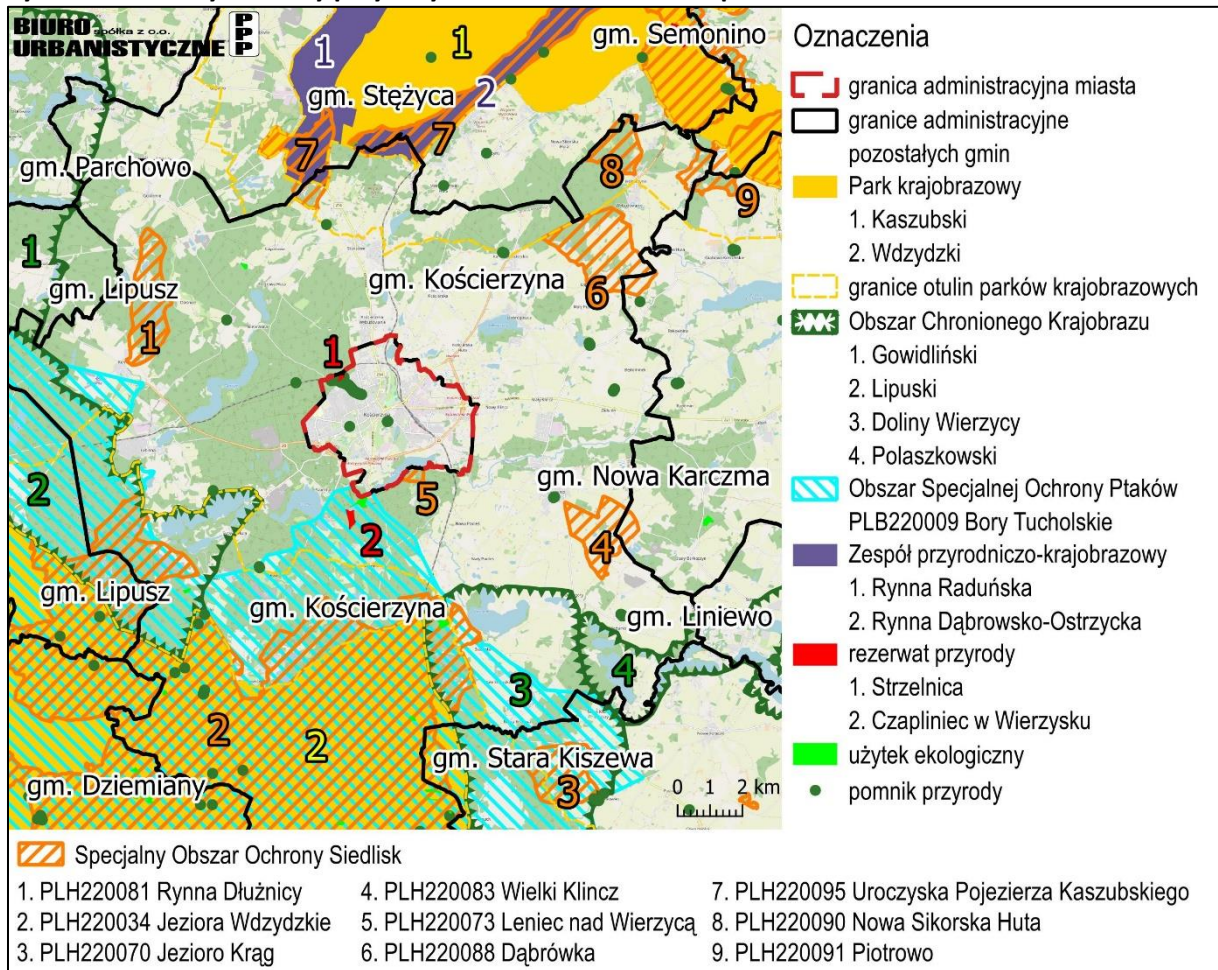 BIURO spółka z o.o.
URBANISTYCZNE PPP
gm. Semonino
gm. Stężyca
gm. Parchowo
gm. Lipusz
gm. Kościerzyna
gm. Nowa Karczma
gm. Lipusz
gm. Kościerzyna
gm. Liniewo
gm. Stara Kiszewa
gm. Dziemiany
1
1
2
7
7
8
9
1
1
6
1
5
2
4
2
3
4
2
2
3
0 1 2 km
Oznaczenia
granica administracyjna miasta
granice administracyjne
pozostałych gmin
Park krajobrazowy
1. Kaszubski
2. Wdzydzki
granice otulin parków krajobrazowych
Obszar Chronionego Krajobrazu
1. Gowidliński
2. Lipuski
3. Doliny Wierzycy
4. Polaszkowski
Obszar Specjalnej Ochrony Ptaków
PLB220009 Bory Tucholskie
Zespół przyrodniczo-krajobrazowy
1. Rynna Raduńska
2. Rynna Dąbrowsko-Ostrzycka
rezerwat przyrody
1. Strzelnica
2. Czapliniec w Wierzysku
użytek ekologiczny
pomnik przyrody
Specjalny Obszar Ochrony Siedlisk
1. PLH220081 Rynna Dłużnicy
2. PLH220034 Jeziora Wdzydzkie
3. PLH220070 Jezioro Krąg
4. PLH220083 Wielki Klincz
5. PLH220073 Leniec nad Wierzycą
6. PLH220088 Dąbrówka
7. PLH220095 Uroczyska Pojezierza Kaszubskiego
8. PLH220090 Nowa Sikorska Huta
9. PLH220091 Piotrowo